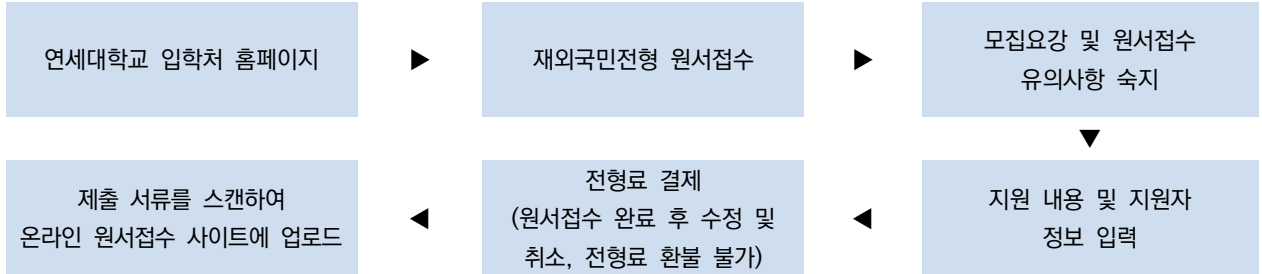 연세대학교 입학처 홈페이지
▶
재외국민전형 원서접수
▶
모집요강 및 원서접수
유의사항 숙지
▼
지원 내용 및 지원자
정보 입력
◀
전형료 결제
(원서접수 완료 후 수정 및
취소, 전형료 환불 불가)
◀
제출 서류를 스캔하여
온라인 원서접수 사이트에 업로드